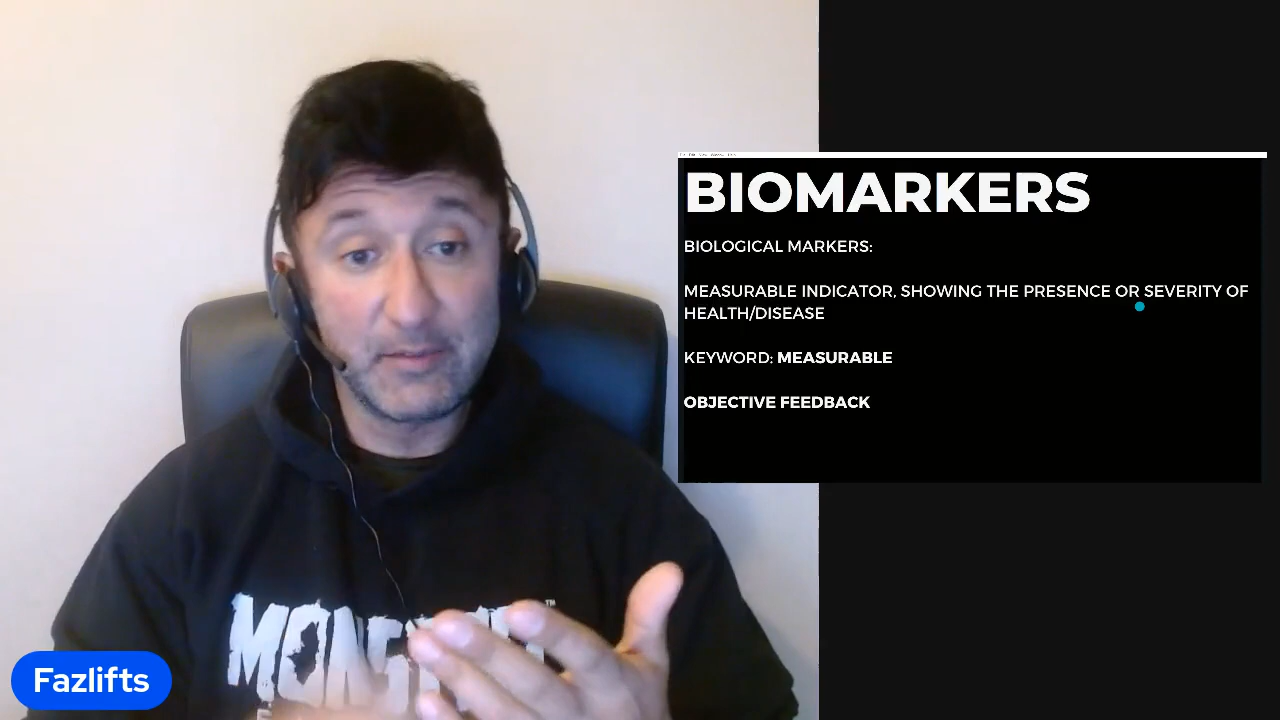 BIOMARKERS
BIOLOGICAL MARKERS:
MEASURABLE INDICATOR, SHOWING THE PRESENCE OR SEVERITY OF
HEALTH/DISEASE
KEYWORD: MEASURABLE
OBJECTIVE FEEDBACK
Fazlifts